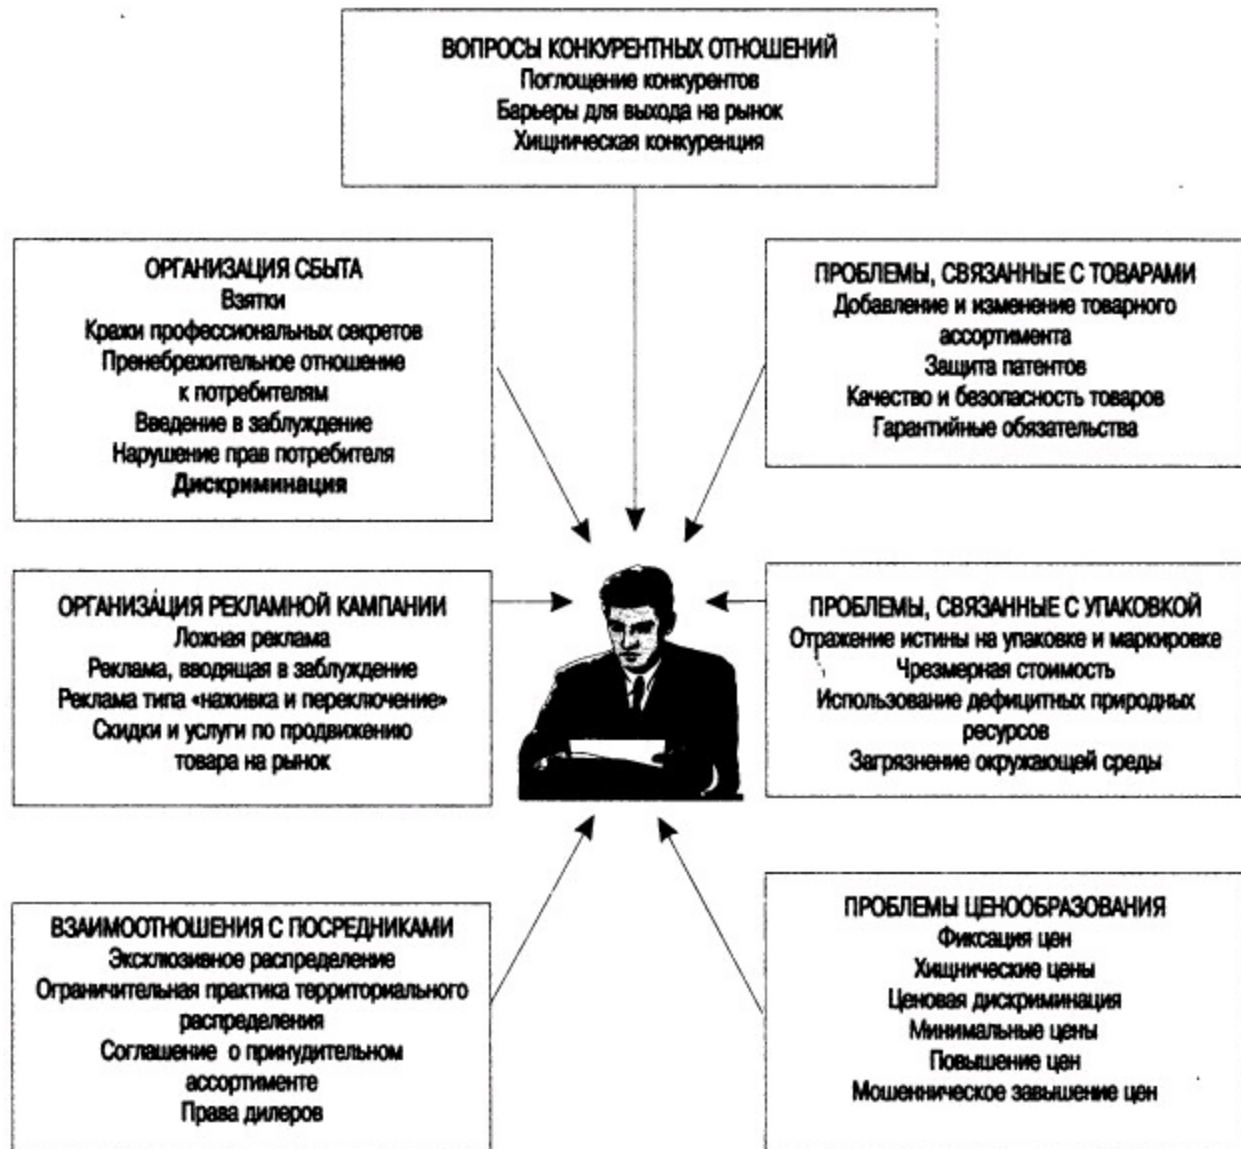 ВОПРОСЫ КОНКУРЕНТНЫХ ОТНОШЕНИЙ
Поглощение конкурентов
Барьеры для выхода на рынок
Хищническая конкуренция
ОРГАНИЗАЦИЯ СБЫТА
Взятки
Кражи профессиональных секретов
Пренебрежительное отношение
к потребителям
Введение в заблуждение
Нарушение прав потребителя
Дискриминация
ПРОБЛЕМЫ, СВЯЗАННЫЕ С ТОВАРАМИ
Добавление и изменение товарного
ассортимента
Защита патентов
Качество и безопасность товаров
Гарантийные обязательства
ОРГАНИЗАЦИЯ РЕКЛАМНОЙ КАМПАНИИ
Ложная реклама
Реклама, вводящая в заблуждение
Реклама типа «наживка и переключение»
Скидки и услуги по продвижению
товара на рынок
ПРОБЛЕМЫ, СВЯЗАННЫЕ С УПАКОВКОЙ
Отражение истины на упаковке и маркировке
Чрезмерная стоимость
Использование дефицитных природных
ресурсов
Загрязнение окружающей среды
ВЗАИМООТНОШЕНИЯ С ПОСРЕДНИКАМИ
Эксклюзивное распределение
Ограничительная практика территориального
распределения
Соглашение о принудительном
ассортименте
Права дилеров
ПРОБЛЕМЫ ЦЕНООБРАЗОВАНИЯ
Фиксация цен
Хищнические цены
Ценовая дискриминация
Минимальные цены
Повышение цен
Мошенническое завышение цен